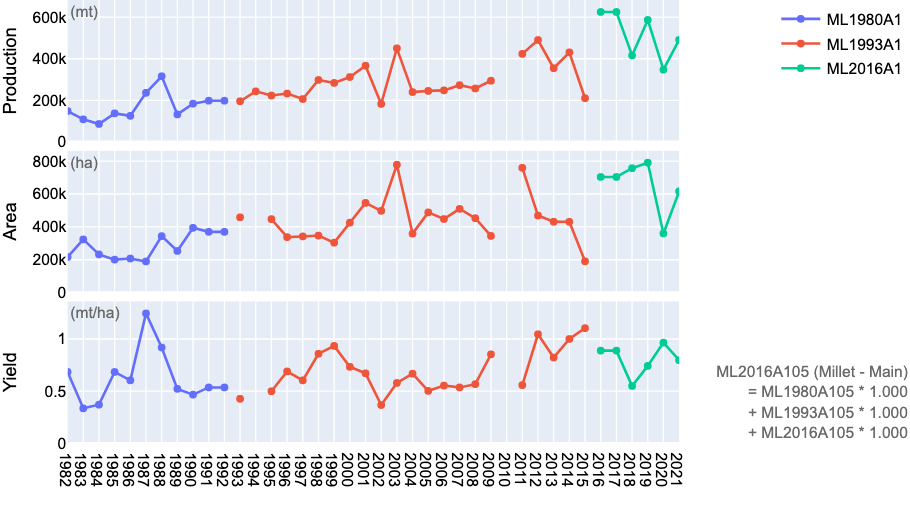 Production
(mt)
600k
400k
200k
0
Area
(ha)
800k
600k
400k
200k
0
Yield
(mt/ha)
1
0.5
0
1982
1983
1984
1985
1986
1987
1988
1989
1990
1991
1992
1993
1994
1995
1996
1997
1998
1999
2000
2001
2002
2003
2004
2005
2006
2007
2008
2009
2010
2011
2012
2013
2014
2015
2016
2017
2018
2019
2020
2021
ML1980A1
ML1993A1
ML2016A1
ML2016A105 (Millet - Main)
= ML1980A105 * 1.000
+ ML1993A105 * 1.000
+ ML2016A105 * 1.000